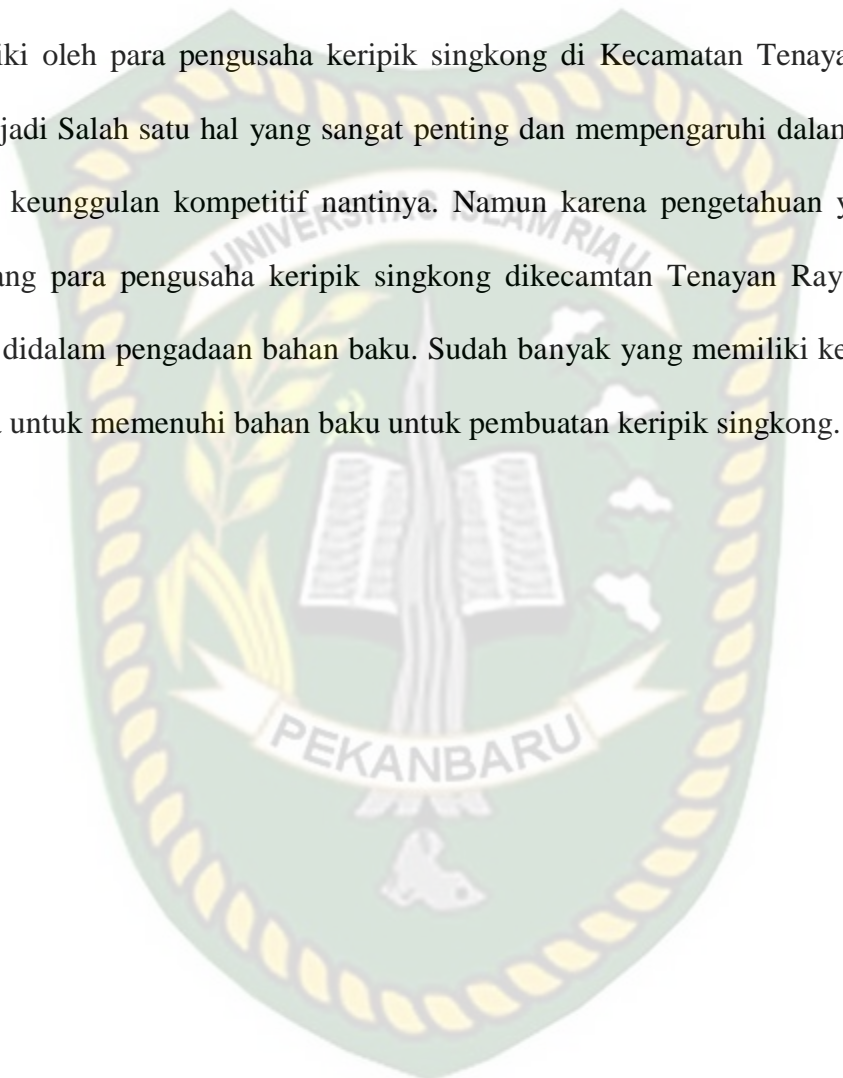 iki oleh para pengusaha keripik singkong di Kecamatan Tenaya
jadi Salah satu hal yang sangat penting dan mempengaruhi dalam
keunggulan kompetitif nantinya. Namun karena pengetahuan y
ang para pengusaha keripik singkong dikecamtan Tenayan Ray
didalam pengadaan bahan baku. Sudah banyak yang memiliki ke
untuk memenuhi bahan baku untuk pembuatan keripik singkong.
UNIVERSITAS ISLAM RIAU
PEKANBARU